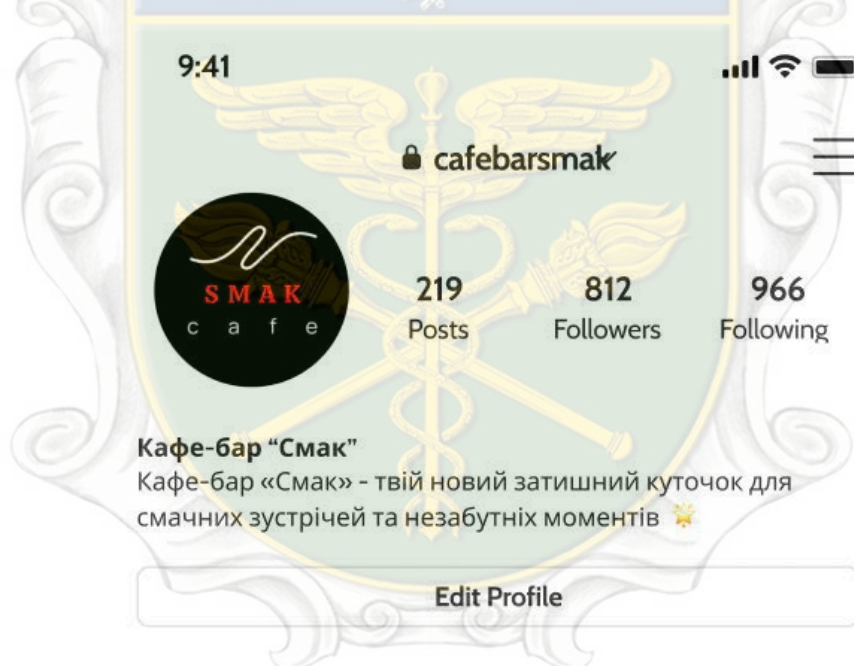 9:41
cafebarsmak
SMAK
cafe
219
812
966
Posts
Followers
Following
Кафе-бар “Смак”
Кафе-бар «Смак» - твій новий затишний куточок для
смачних зустрічей та незабутніх моментів 🌟
Edit Profile